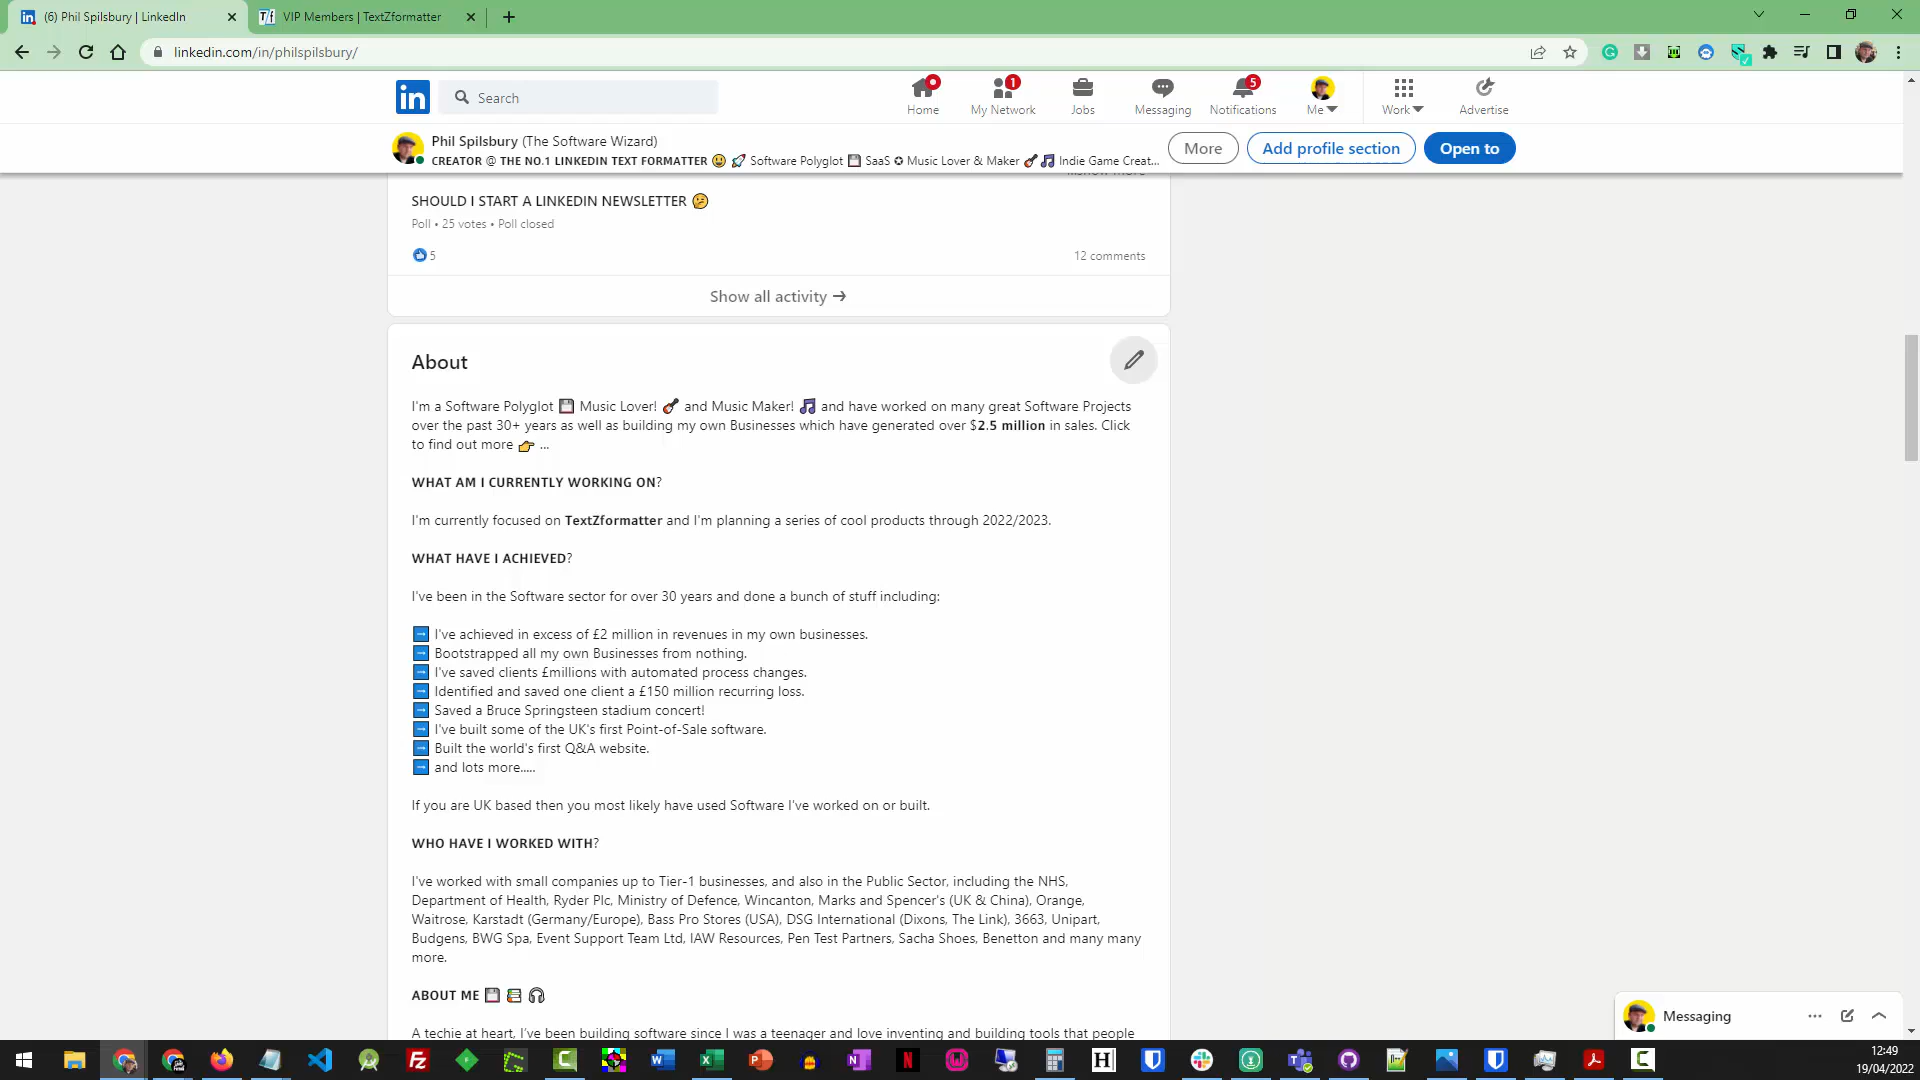 (6) Phil Spilsbury | LinkedIn
VIP Members | TextZformatter
linkedin.com/in/philspilsbury/
Search
Home
My Network
1
Jobs
Messaging
Notifications
5
Me
Work
Advertise
Phil Spilsbury (The Software Wizard)
CREATOR @ THE NO.1 LINKEDIN TEXT FORMATTER 😃 🚀 Software Polyglot 💾 SaaS ✪ Music Lover & Maker 🎸 🎵 Indie Game Creat...
More
Add profile section
Open to
SHOULD I START A LINKEDIN NEWSLETTER 🤔
Poll • 25 votes • Poll closed
5
12 comments
Show all activity →
About
I'm a Software Polyglot 💾 Music Lover! 🎸 and Music Maker! 🎵 and have worked on many great Software Projects
over the past 30+ years as well as building my own Businesses which have generated over $2.5 million in sales. Click
to find out more 👉 ...
WHAT AM I CURRENTLY WORKING ON?
I'm currently focused on TextZformatter and I'm planning a series of cool products through 2022/2023.
WHAT HAVE I ACHIEVED?
I've been in the Software sector for over 30 years and done a bunch of stuff including:
➡ I've achieved in excess of £2 million in revenues in my own businesses.
➡ Bootstrapped all my own Businesses from nothing.
➡ I've saved clients £millions with automated process changes.
➡ Identified and saved one client a £150 million recurring loss.
➡ Saved a Bruce Springsteen stadium concert!
➡ I've built some of the UK's first Point-of-Sale software.
➡ Built the world's first Q&A website.
➡ and lots more.....
If you are UK based then you most likely have used Software I've worked on or built.
WHO HAVE I WORKED WITH?
I've worked with small companies up to Tier-1 businesses, and also in the Public Sector, including the NHS,
Department of Health, Ryder Plc, Ministry of Defence, Wincanton, Marks and Spencer's (UK & China), Orange,
Waitrose, Karstadt (Germany/Europe), Bass Pro Stores (USA), DSG International (Dixons, The Link), 3663, Unipart,
Budgens, BWG Spa, Event Support Team Ltd, IAW Resources, Pen Test Partners, Sacha Shoes, Benetton and many many
more.
ABOUT ME 💾 📚 🎧
A techie at heart, I've been building software since I was a teenager and love inventing and building tools that people
Messaging
12:49
19/04/2022